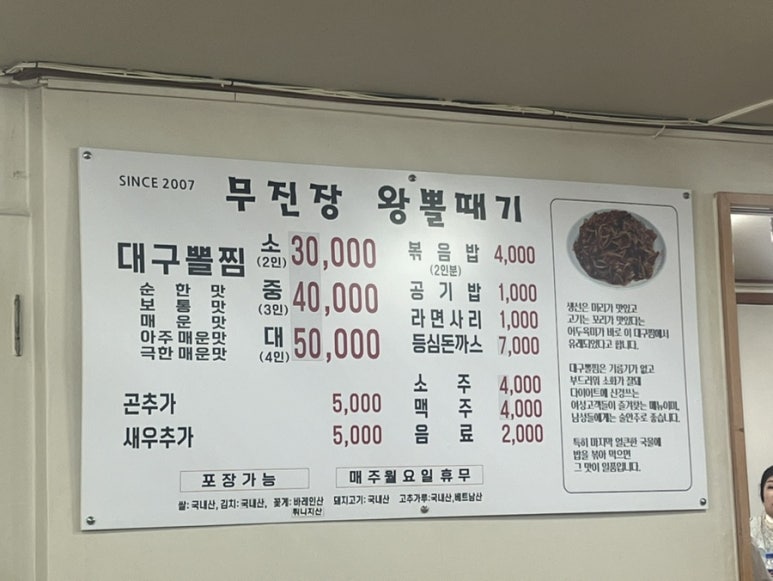 SINCE 2007
무진장 왕뽈때기
대구뽈찜
순한맛
보통맛
매운맛
아주매운맛
극한매운맛
소 (2인) 30,000
중 (3인) 40,000
대 (4인) 50,000
곤추가 5,000
새우추가 5,000
볶음밥 (2인분) 4,000
공기밥 1,000
라면사리 1,000
등심돈까스 7,000
소주 4,000
맥주 4,000
음료 2,000
생선은 머리가 맛있고
고기는 꼬리가 맛있다는
어두육미가 바로 이 대구찜에서
유래되었다고 합니다.
대구뽈찜은 기름기가 없고
부드러워 소화가 잘돼
다이어트에 신경쓰는
여성고객들이 즐겨찾는 메뉴이며,
남성들에게는 술안주로 좋습니다.
특히 마지막 얼큰한 국물에
밥을 볶아 먹으면
그 맛이 일품입니다.
포장가능
매주월요일휴무
쌀:국내산, 김치:국내산, 꽃게:바레인산
튀니지산
돼지고기:국내산 고추가루:국내산,베트남산